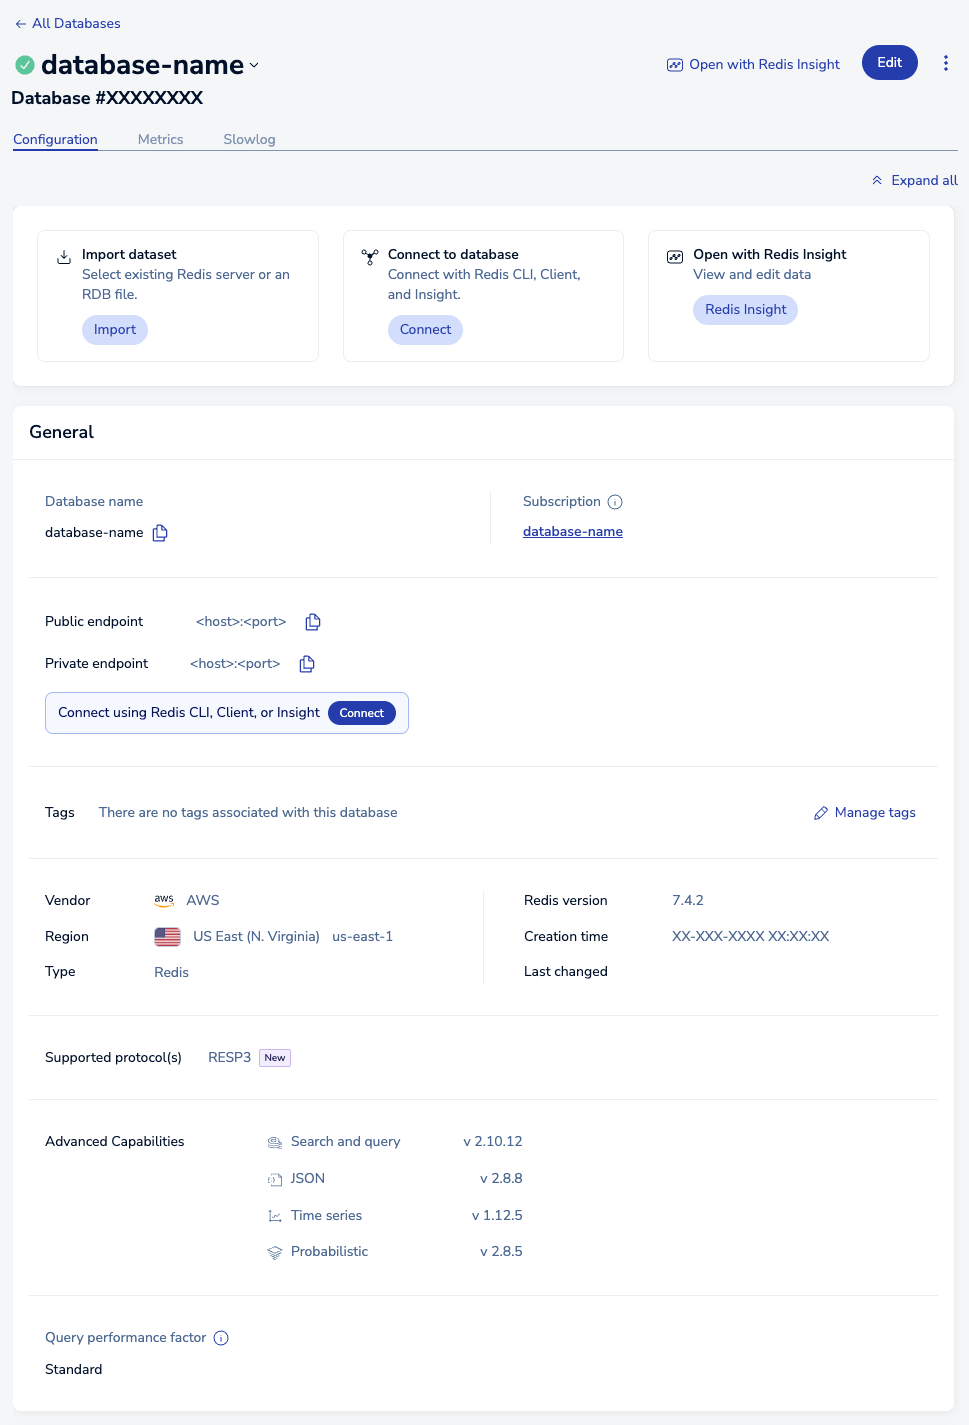 All Databases
database-name
Open with Redis Insight
Edit
Database #XXXXXXXX
Configuration Metrics Slowlog
Expand all
Import dataset
Select existing Redis server or an
RDB file.
Import
Connect to database
Connect with Redis CLI, Client,
and Insight.
Connect
Open with Redis Insight
View and edit data
Redis Insight
General
Database name
database-name
Subscription
database-name
Public endpoint <host>:<port>
Private endpoint <host>:<port>
Connect using Redis CLI, Client, or Insight Connect
Tags There are no tags associated with this database Manage tags
Vendor aws AWS
Region US East (N. Virginia) us-east-1
Type Redis
Redis version 7.4.2
Creation time XX-XXX-XXXX XX:XX:XX
Last changed
Supported protocol(s) RESP3 New
Advanced Capabilities Search and query v 2.10.12
JSON v 2.8.8
Time series v 1.12.5
Probabilistic v 2.8.5
Query performance factor
Standard